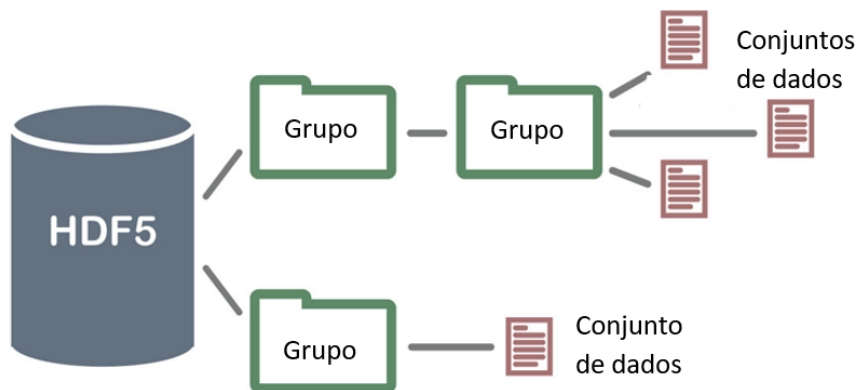 Conjuntos
de dados
Grupo
Grupo
HDF5
Grupo
Conjunto
de dados